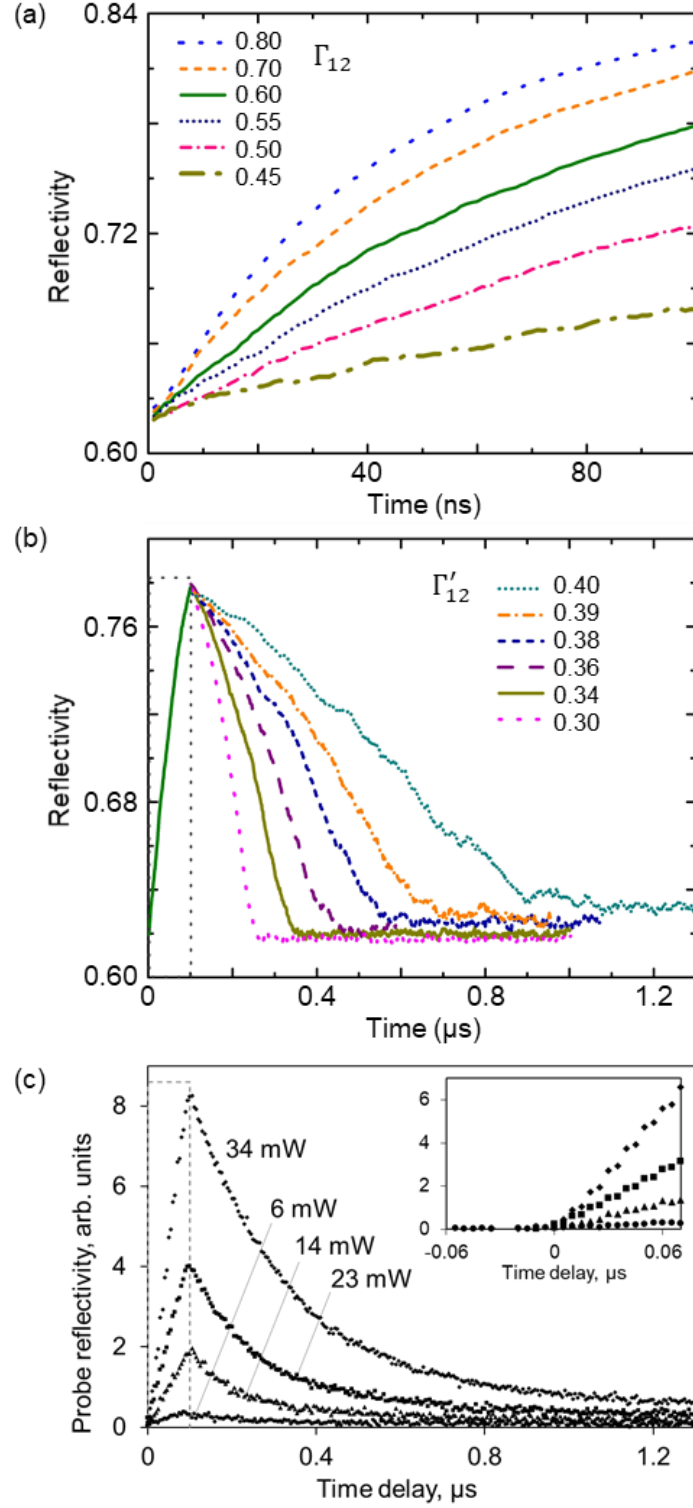 (a)
0.84
0.80
Γ12
0.70
0.60
0.55
0.50
0.45
0.72
0.60
Reflectivity
0
40
80
Time (ns)
(b)
Γ′12
0.40
0.39
0.38
0.36
0.34
0.30
0.76
0.68
0.60
Reflectivity
0
0.4
0.8
1.2
Time (μs)
(c)
8
6
4
2
0
Probe reflectivity, arb. units
34 mW
6 mW
14 mW
23 mW
6
4
2
0
-0.06
0
0.06
Time delay, μs
0
0.4
0.8
1.2
Time delay, μs